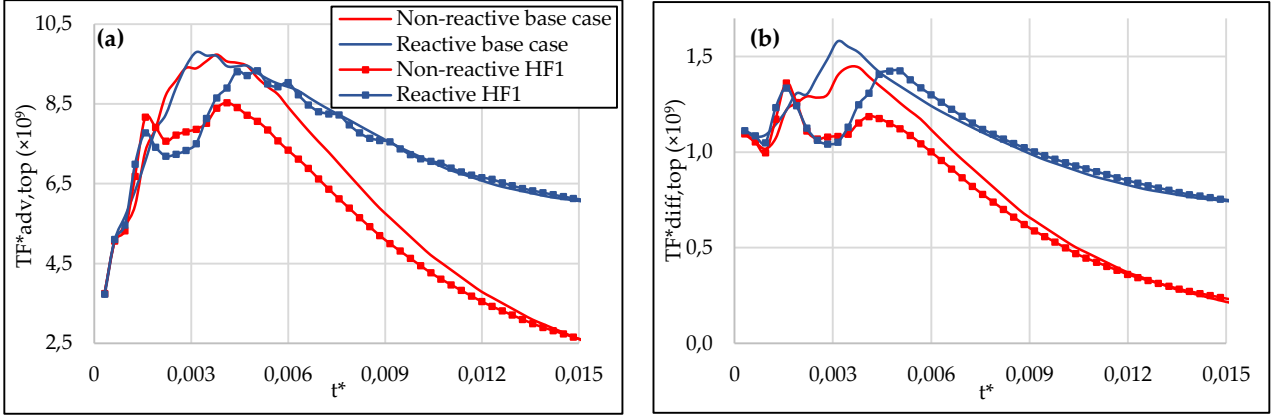 (a)
TF*adv,top (×10⁹)
10,5
8,5
6,5
4,5
2,5
0
0,003
0,006
0,009
0,012
0,015
t*
Non-reactive base case
Reactive base case
Non-reactive HF1
Reactive HF1
(b)
TF*diff,top (×10⁹)
1,5
1,0
0,5
0,0
0,000
0,003
0,006
0,009
0,012
0,015
t*